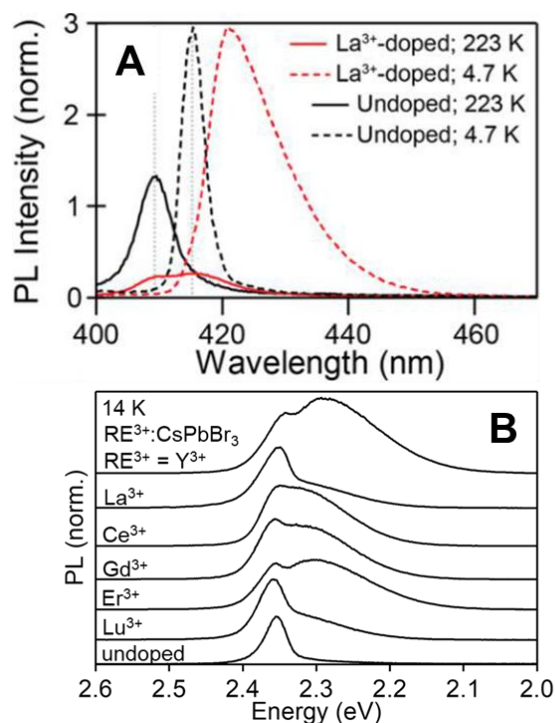 A
PL Intensity (norm.)
3
2
1
0
La³⁺-doped; 223 K
La³⁺-doped; 4.7 K
Undoped; 223 K
Undoped; 4.7 K
400 420 440 460
Wavelength (nm)
B
PL (norm.)
14 K
RE³⁺:CsPbBr₃
RE³⁺ = Y³⁺
La³⁺
Ce³⁺
Gd³⁺
Er³⁺
Lu³⁺
undoped
2.6 2.5 2.4 2.3 2.2 2.1 2.0
Energy (eV)